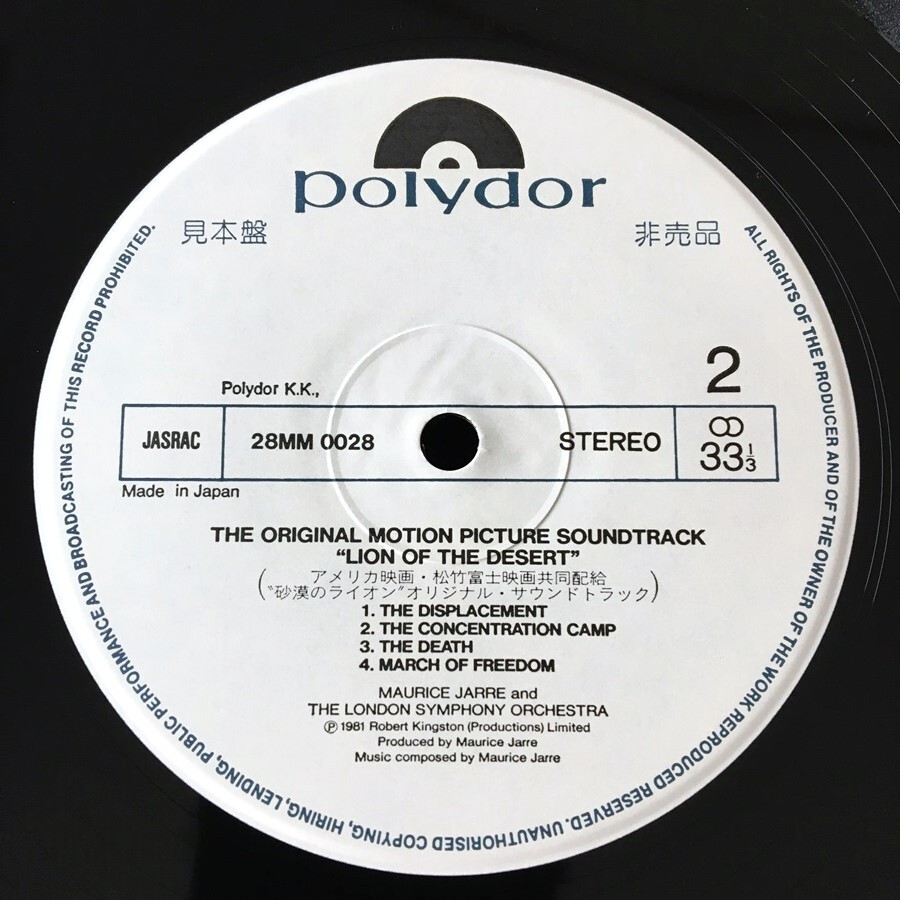 polydor
見本盤
非売品
2
Polydor K.K.,
JASRAC
28MM 0028
STEREO
33 1/3
Made in Japan
THE ORIGINAL MOTION PICTURE SOUNDTRACK
“LION OF THE DESERT”
(アメリカ映画・松竹富士映画共同配給
“砂漠のライオン”オリジナル・サウンドトラック)
1. THE DISPLACEMENT
2. THE CONCENTRATION CAMP
3. THE DEATH
4. MARCH OF FREEDOM
MAURICE JARRE and
THE LONDON SYMPHONY ORCHESTRA
Ⓟ 1981 Robert Kingston (Productions) Limited
Produced by Maurice Jarre
Music composed by Maurice Jarre
ALL RIGHTS OF THE PRODUCER AND OF THE OWNER OF THE WORK REPRODUCED RESERVED. UNAUTHORISED COPYING, HIRING, LENDING, PUBLIC PERFORMANCE AND BROADCASTING OF THIS RECORD PROHIBITED.